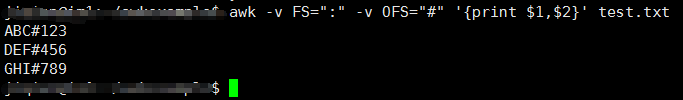 $ awk -v FS=":" -v OFS="#" '{print $1,$2}' test.txt
ABC#123
DEF#456
GHI#789
$